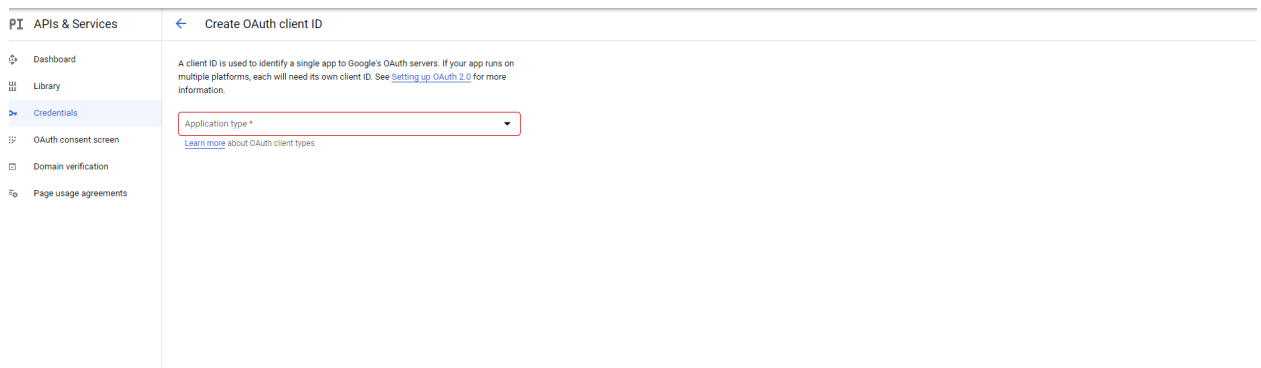 PI APIs & Services
Create OAuth client ID
Dashboard
Library
Credentials
OAuth consent screen
Domain verification
Page usage agreements
A client ID is used to identify a single app to Google's OAuth servers. If your app runs on
multiple platforms, each will need its own client ID. See Setting up OAuth 2.0 for more
information.
Application type *
Learn more about OAuth client types